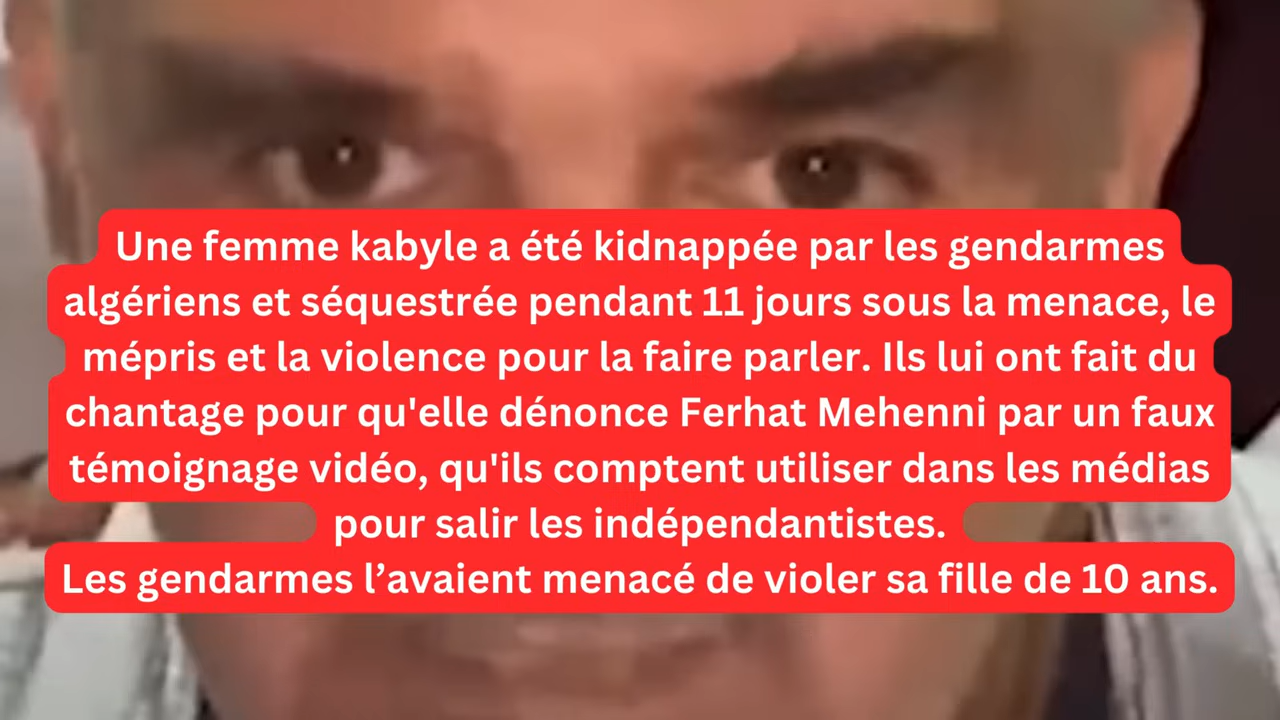 Une femme kabyle a été kidnappée par les gendarmes
algériens et séquestrée pendant 11 jours sous la menace, le
mépris et la violence pour la faire parler. Ils lui ont fait du
chantage pour qu'elle dénonce Ferhat Mehenni par un faux
témoignage vidéo, qu'ils comptent utiliser dans les médias
pour salir les indépendantistes.
Les gendarmes l’avaient menacé de violer sa fille de 10 ans.